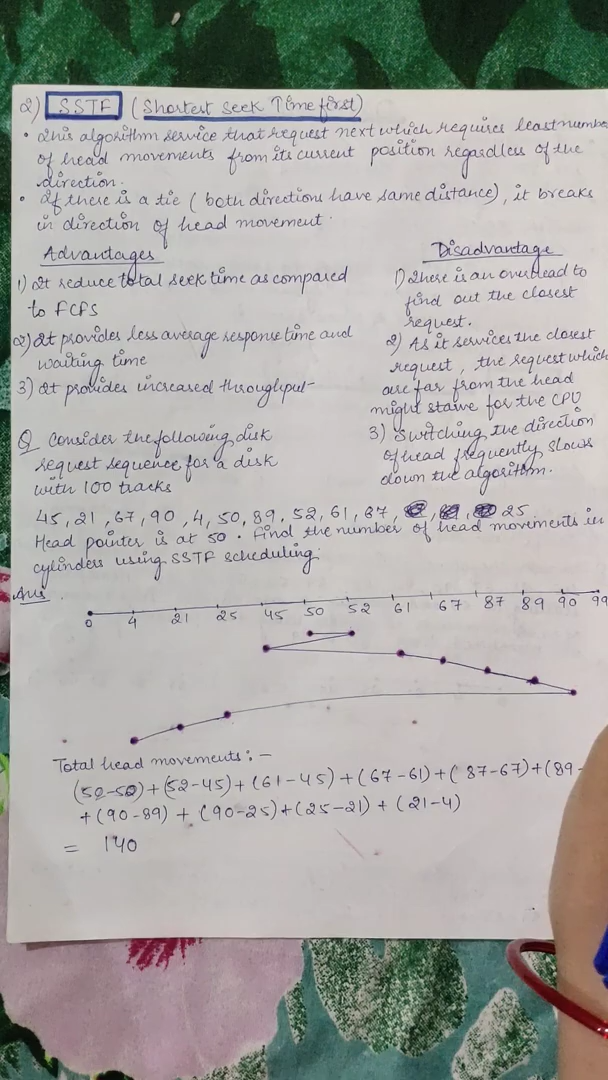 2) SSTF (Shortest Seek Time first)
• This algorithm service that request next which requires least number
of head movements from its current position regardless of the
direction.
• If there is a tie (both directions have same distance), it breaks
in direction of head movement.
Advantages
1) It reduce total seek time as compared
to FCFS
2) It provides less average response time and
waiting time
3) It provides increased throughput
Disadvantage
1) There is an overhead to
find out the closest
request.
2) As it services the closest
request, the request which
are far from the head
might starve for the CPU
3) Switching the direction
of head frequently slows
down the algorithm.
Q Consider the following disk
request sequence for a disk
with 100 tracks
45, 21, 67, 90, 4, 50, 89, 52, 61, 87, 25
Head pointer is at 50. Find the number of head movements in
cylinders using SSTF scheduling.
Ans
0 4 21 25 45 50 52 61 67 87 89 90 99
Total head movements :-
(52-50)+(52-45)+(61-45)+(67-61)+(87-67)+(89-
+(90-89)+(90-25)+(25-21)+(21-4)
= 140